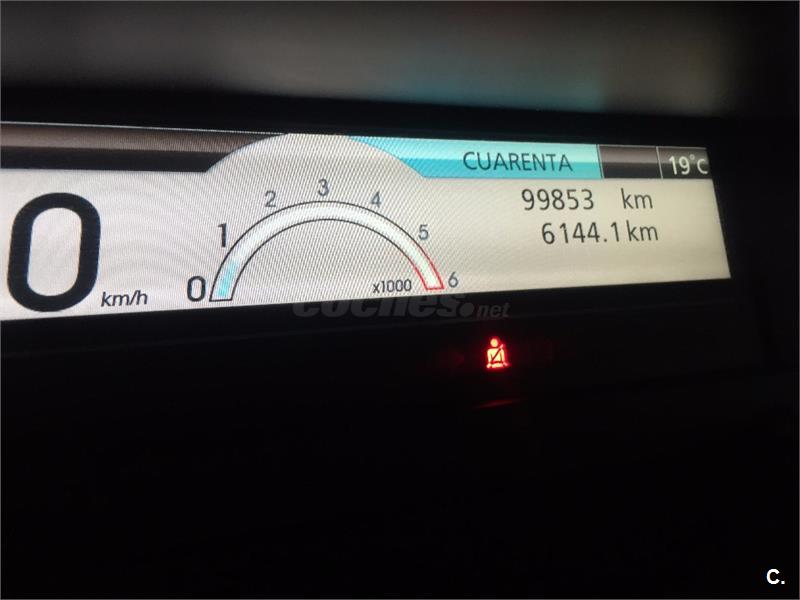 CUARENTA
19°C
99853 km
6144.1 km
0
km/h
0 1 2 3 4 5 6
x1000
coches.net
C.